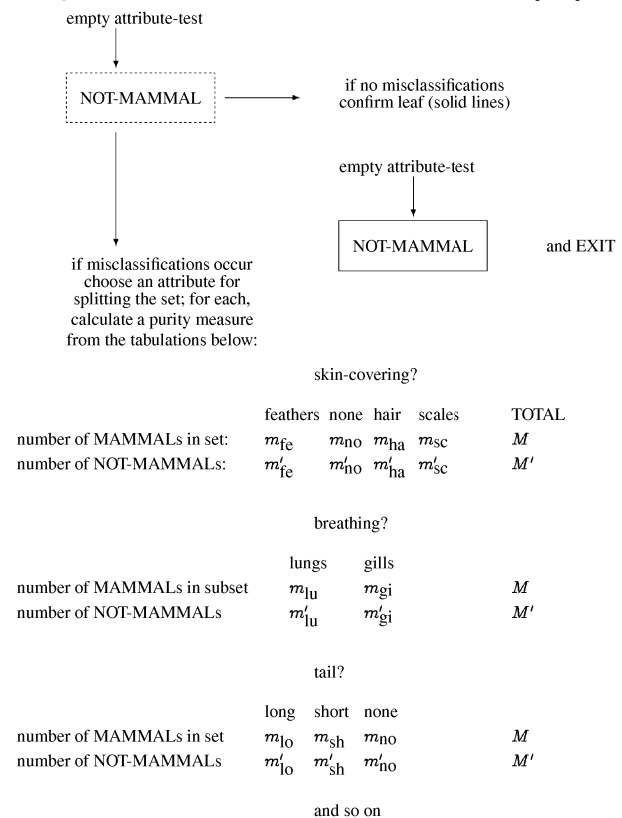 empty attribute-test
NOT-MAMMAL
if no misclassifications
confirm leaf (solid lines)
empty attribute-test
NOT-MAMMAL and EXIT
if misclassifications occur
choose an attribute for
splitting the set; for each,
calculate a purity measure
from the tabulations below:
skin-covering?
feathers none hair scales TOTAL
number of MAMMALs in set: m_fe m_no m_ha m_sc M
number of NOT-MAMMALs: m'_fe m'_no m'_ha m'_sc M'
breathing?
lungs gills
number of MAMMALs in subset m_lu m_gi M
number of NOT-MAMMALs m'_lu m'_gi M'
tail?
long short none
number of MAMMALs in set m_lo m_sh m_no M
number of NOT-MAMMALs m'_lo m'_sh m'_no M'
and so on